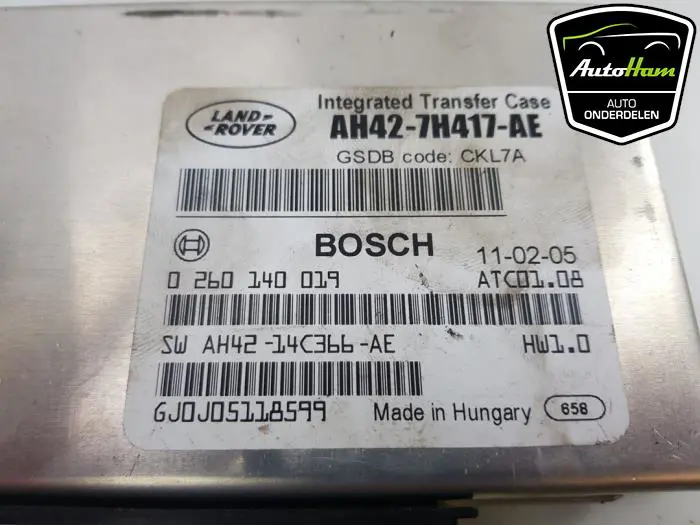 AutoHam
AUTO
ONDERDELEN
LAND-
-ROVER
Integrated Transfer Case
AH42-7H417-AE
GSDB code: CKL7A
BOSCH
11-02-05
0 260 140 019
ATC01.08
SW AH42-14C366-AE
HW1.0
GJ0J05118599
Made in Hungary
658